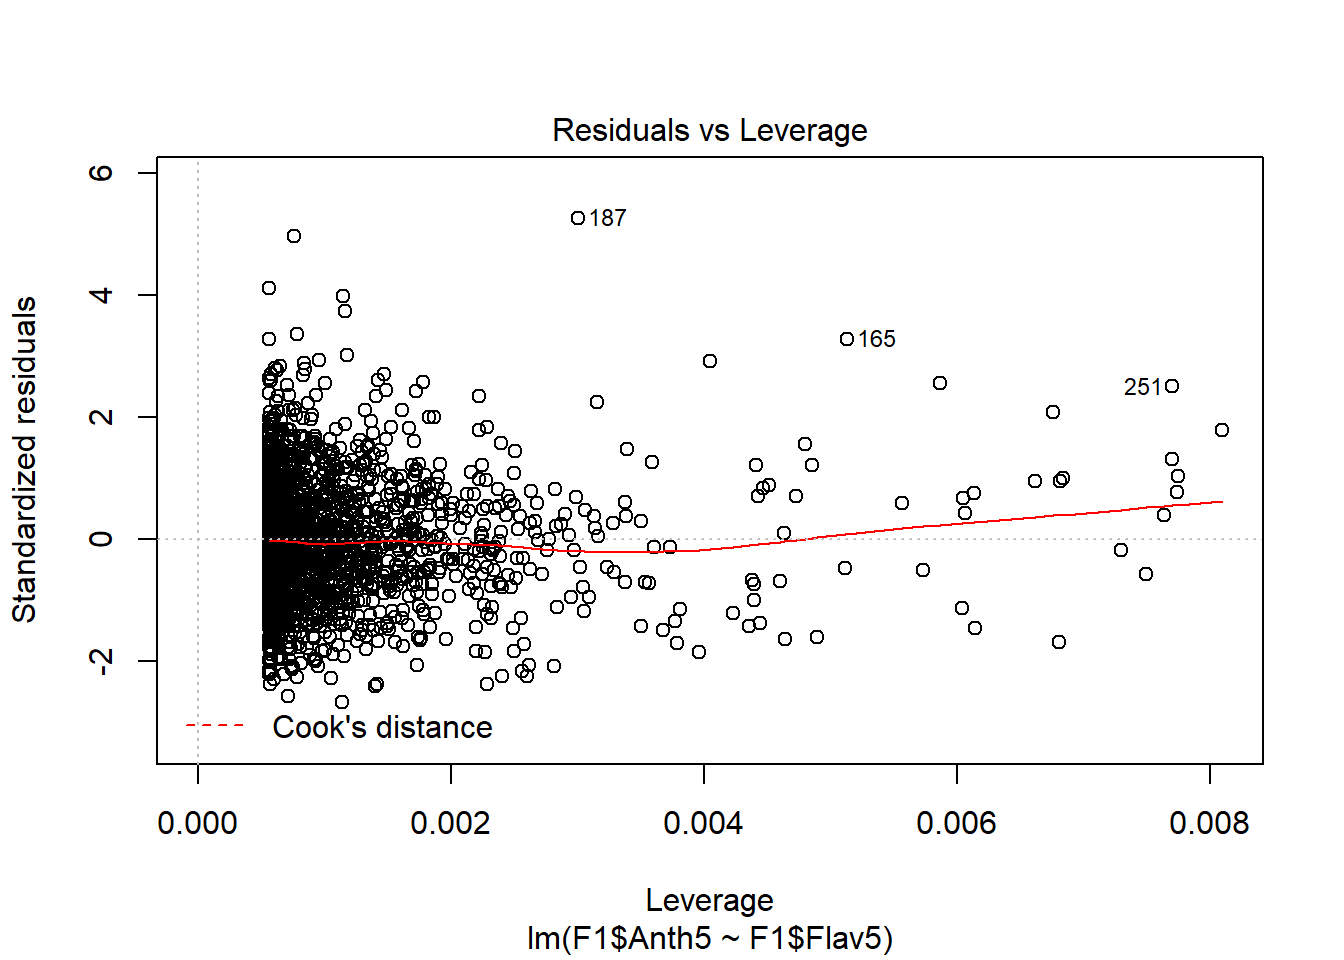 Residuals vs Leverage
Standardized residuals
6
4
2
0
-2
187
165
251
Cook's distance
0.000 0.002 0.004 0.006 0.008
Leverage
lm(F1$Anth5 ~ F1$Flav5)